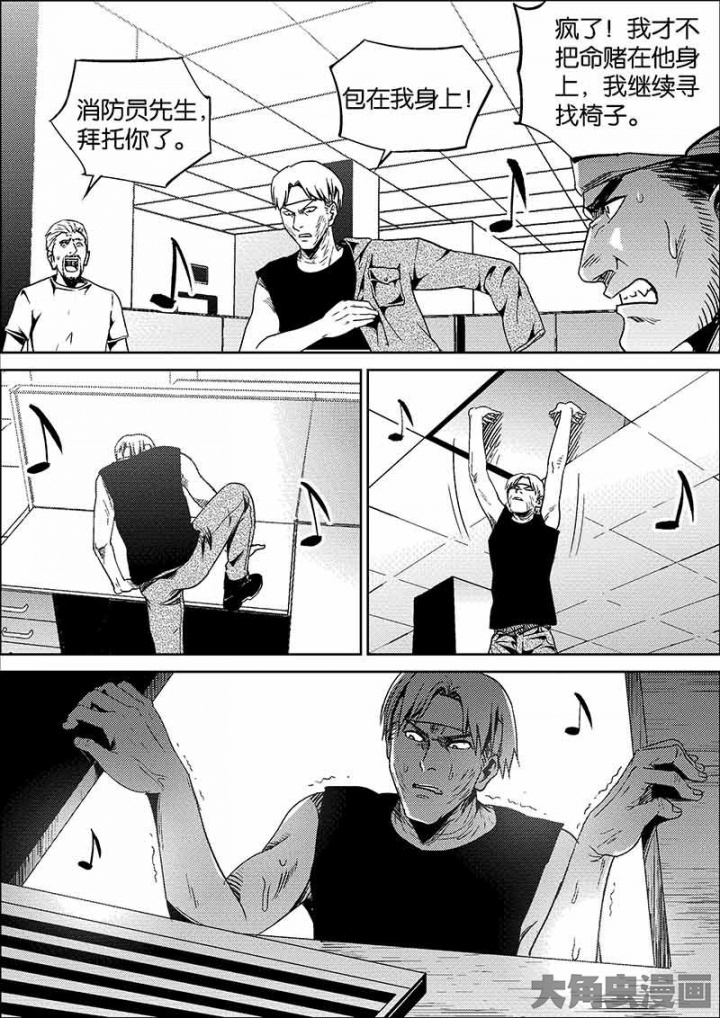 消防员先生，
拜托你了。
包在我身上！
疯了！我才不
把命赌在他身
上，我继续寻
找椅子。
大角虫漫画